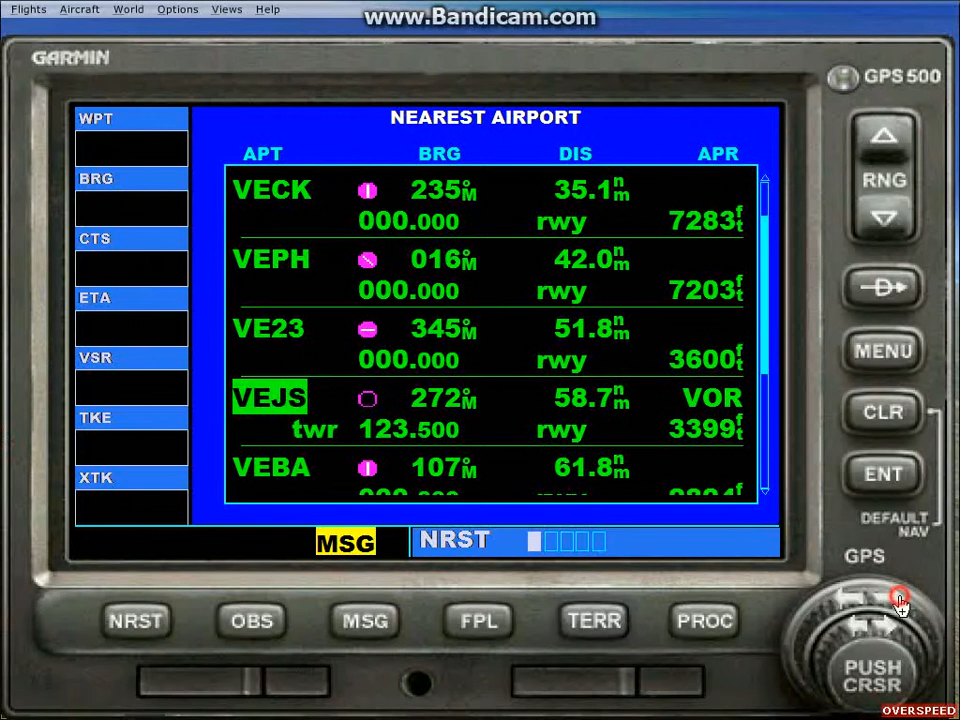 Flights Aircraft World Options Views Help
www.Bandicam.com
GARMIN
GPS 500
WPT
BRG
CTS
ETA
VSR
TKE
XTK
NEAREST AIRPORT
APT BRG DIS APR
VECK 235°M 35.1nm
000.000 rwy 7283ft
VEPH 016°M 42.0nm
000.000 rwy 7203ft
VE23 345°M 51.8nm
000.000 rwy 3600ft
VEJS 272°M 58.7nm VOR
twr 123.500 rwy 3399ft
VEBA 107°M 61.8nm
MSG NRST
RNG
D
MENU
CLR
ENT
DEFAULT
NAV
GPS
NRST OBS MSG FPL TERR PROC
PUSH
CRSR
OVERSPEED